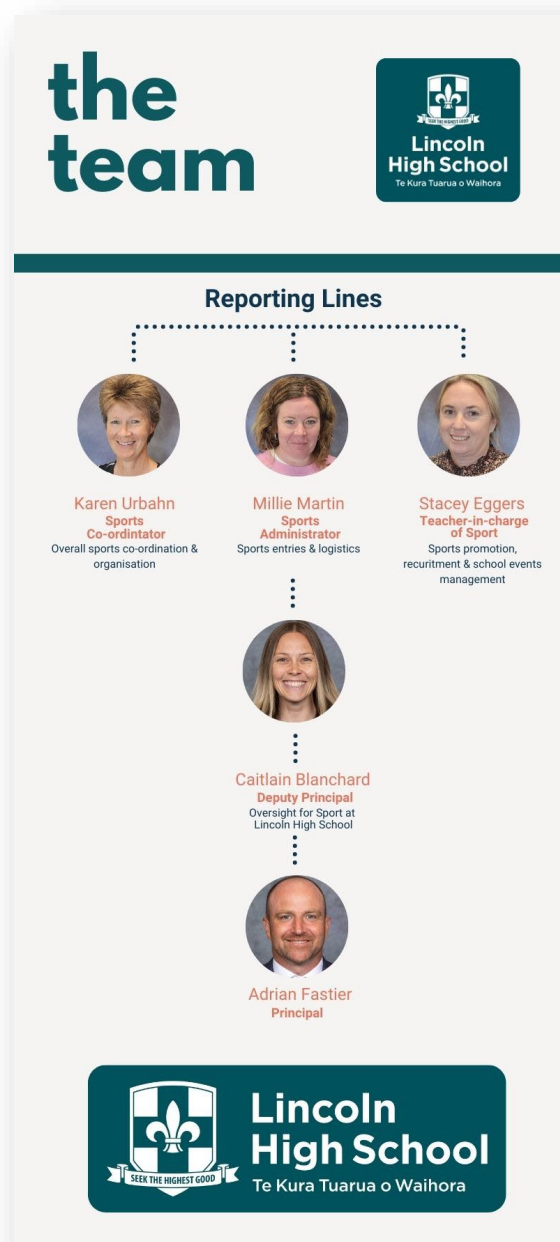 the
team
SEEK THE HIGHEST GOOD
Lincoln
High School
Te Kura Tuarua o Waihora
Reporting Lines
Karen Urbahn
Sports
Co-ordintator
Overall sports co-ordination &
organisation
Millie Martin
Sports
Administrator
Sports entries & logistics
Stacey Eggers
Teacher-in-charge
of Sport
Sports promotion,
recuritment & school events
management
Caitlain Blanchard
Deputy Principal
Oversight for Sport at
Lincoln High School
Adrian Fastier
Principal
SEEK THE HIGHEST GOOD
Lincoln
High School
Te Kura Tuarua o Waihora